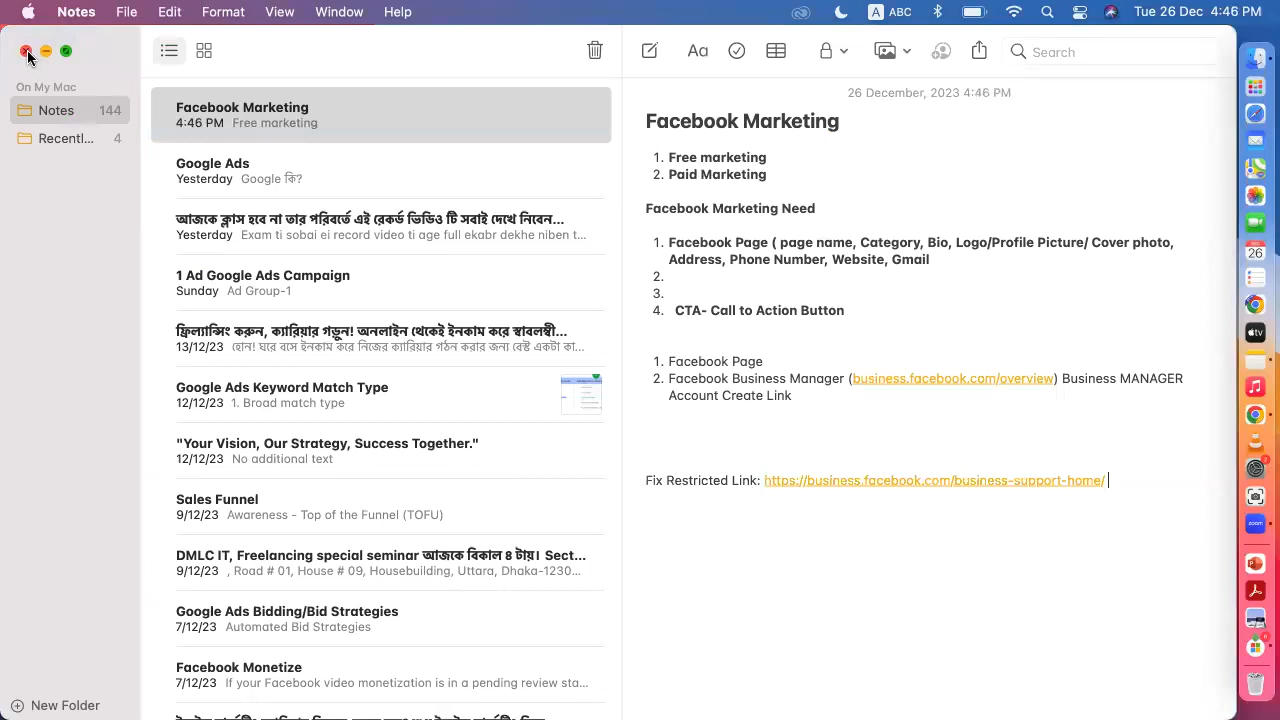 Notes Edit Format View Window Help
A ABC Tue 26 Dec 4:46 PM
Aa
Search
On My Mac
Notes 144
Recentl... 4
New Folder
Facebook Marketing
4:46 PM Free marketing
Google Ads
Yesterday Google কি?
আজকে ক্লাস হবে না তার পরিবর্তে এই রেকর্ড ভিডিও টি সবাই দেখে নিবেন...
Yesterday Exam ti sobai ei record video ti age full ekabr dekhe nIben t...
1 Ad Google Ads Campaign
Sunday Ad Group-1
ফ্রিল্যান্সিং করুন, ক্যারিয়ার গড়ুন! অনলাইন থেকেই ইনকাম করে স্বাবলম্বী...
13/12/23 হোন! ঘরে বসে ইনকাম করে নিজের ক্যারিয়ার গঠন করার জন্য বেস্ট একটা কা...
Google Ads Keyword Match Type
12/12/23 1. Broad match type
"Your Vision, Our Strategy, Success Together."
12/12/23 No additional text
Sales Funnel
9/12/23 Awareness - Top of the Funnel (TOFU)
DMLC IT, Freelancing special seminar আজকে বিকাল ৪ টায়। Sect...
9/12/23 , Road # 01, House # 09, Housebuilding, Uttara, Dhaka-1230...
Google Ads Bidding/Bid Strategies
7/12/23 Automated Bid Strategies
Facebook Monetize
7/12/23 If your Facebook video monetization is in a pending review sta...
26 December, 2023 4:46 PM
Facebook Marketing
1. Free marketing
2. Paid Marketing
Facebook Marketing Need
1. Facebook Page ( page name, Category, Bio, Logo/Profile Picture/ Cover photo,
Address, Phone Number, Website, Gmail
2.
3.
4. CTA- Call to Action Button
1. Facebook Page
2. Facebook Business Manager (business.facebook.com/overview) Business MANAGER
Account Create Link
Fix Restricted Link: https://business.facebook.com/business-support-home/
26
tv
zoom